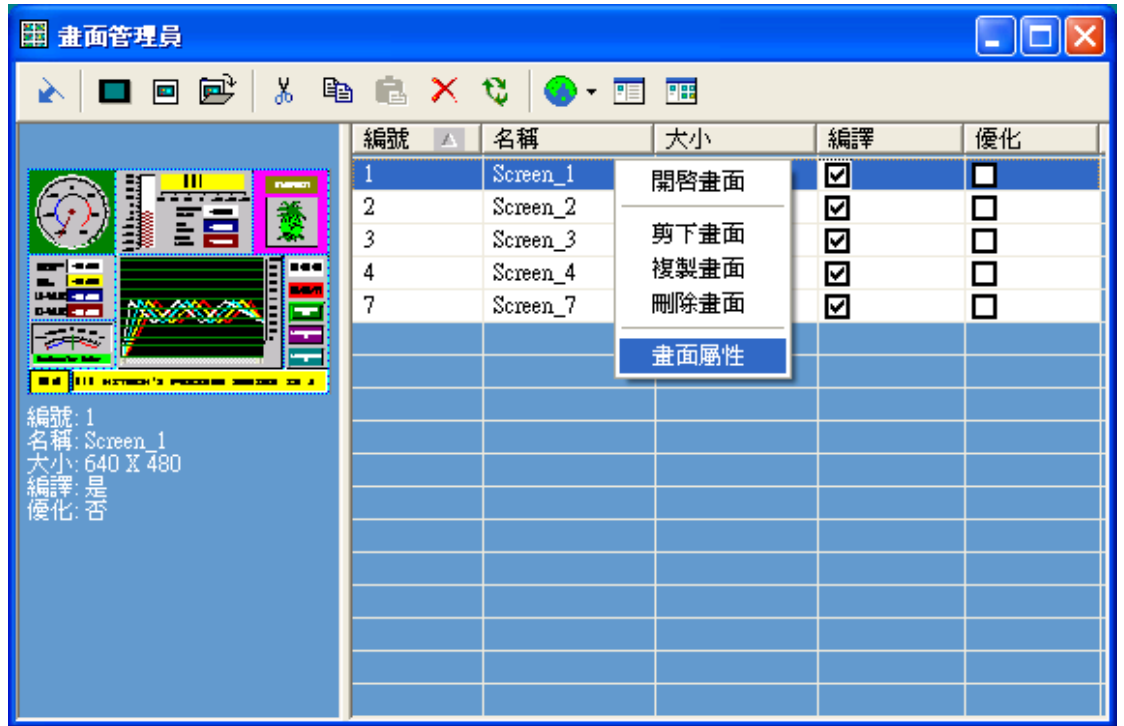 畫面管理員
編號 名稱 大小 編譯 優化
1 Screen_1
2 Screen_2
3 Screen_3
4 Screen_4
7 Screen_7
開啓畫面
剪下畫面
複製畫面
刪除畫面
畫面屬性
編號: 1
名稱: Screen_1
大小: 640 X 480
編譯: 是
優化: 否